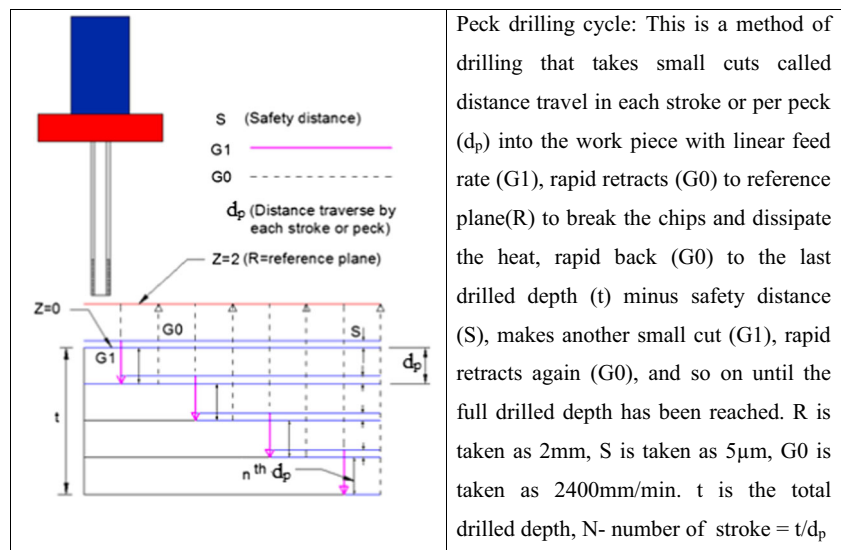 S (Safety distance)
G1
G0
dₚ (Distance traverse by
each stroke or peck)
Z=2 (R=reference plane)
Z=0
G0
S
G1
dₚ
t
n ᵗʰ dₚ
Peck drilling cycle: This is a method of
drilling that takes small cuts called
distance travel in each stroke or per peck
(dₚ) into the work piece with linear feed
rate (G1), rapid retracts (G0) to reference
plane(R) to break the chips and dissipate
the heat, rapid back (G0) to the last
drilled depth (t) minus safety distance
(S), makes another small cut (G1), rapid
retracts again (G0), and so on until the
full drilled depth has been reached. R is
taken as 2mm, S is taken as 5µm, G0 is
taken as 2400mm/min. t is the total
drilled depth, N- number of stroke = t/dₚ